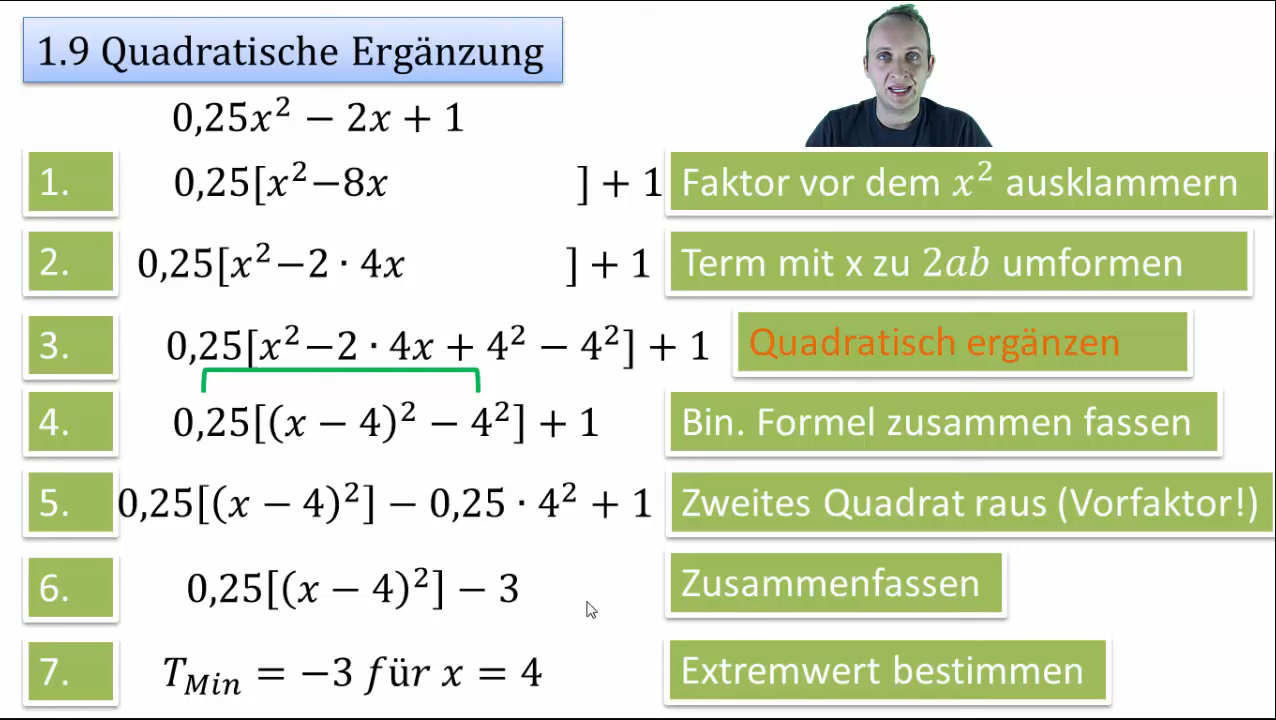 1.9 Quadratische Ergänzung
0,25x² − 2x + 1
1. 0,25[x²−8x ] + 1 Faktor vor dem x² ausklammern
2. 0,25[x²−2 · 4x ] + 1 Term mit x zu 2ab umformen
3. 0,25[x²−2 · 4x + 4² − 4²] + 1 Quadratisch ergänzen
4. 0,25[(x − 4)² − 4²] + 1 Bin. Formel zusammen fassen
5. 0,25[(x − 4)²] − 0,25 · 4² + 1 Zweites Quadrat raus (Vorfaktor!)
6. 0,25[(x − 4)²] − 3 Zusammenfassen
7. T_Min = −3 für x = 4 Extremwert bestimmen